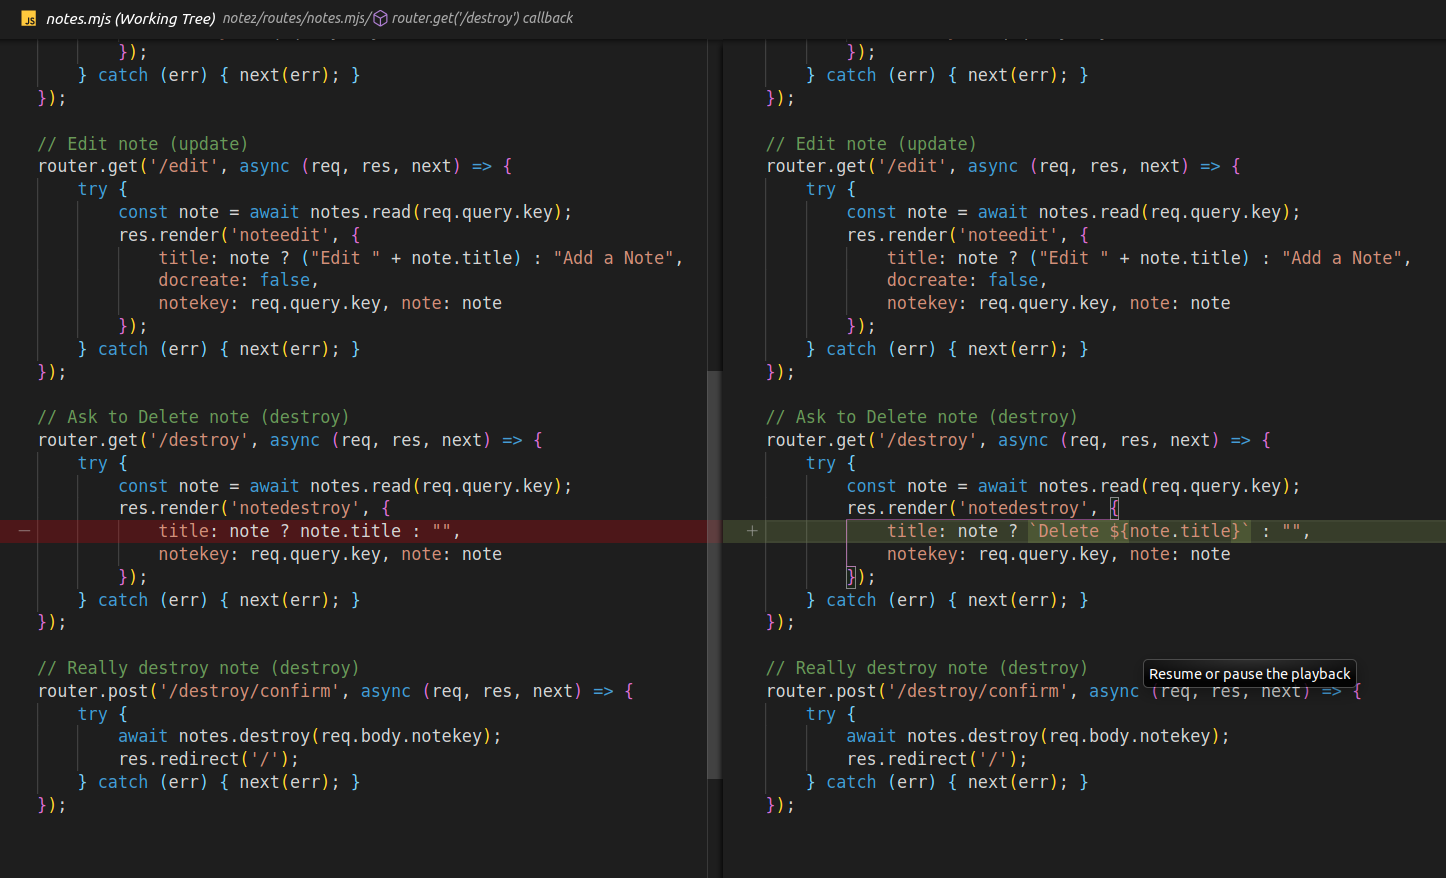 JS notes.mjs (Working Tree) notez/routes/notes.mjs/ router.get('/destroy') callback
        });
    } catch (err) { next(err); }
});

// Edit note (update)
router.get('/edit', async (req, res, next) => {
    try {
        const note = await notes.read(req.query.key);
        res.render('noteedit', {
            title: note ? ("Edit " + note.title) : "Add a Note",
            docreate: false,
            notekey: req.query.key, note: note
        });
    } catch (err) { next(err); }
});

// Ask to Delete note (destroy)
router.get('/destroy', async (req, res, next) => {
    try {
        const note = await notes.read(req.query.key);
        res.render('notedestroy', {
−            title: note ? note.title : "",
            notekey: req.query.key, note: note
        });
    } catch (err) { next(err); }
});

// Really destroy note (destroy)
router.post('/destroy/confirm', async (req, res, next) => {
    try {
        await notes.destroy(req.body.notekey);
        res.redirect('/');
    } catch (err) { next(err); }
});
        });
    } catch (err) { next(err); }
});

// Edit note (update)
router.get('/edit', async (req, res, next) => {
    try {
        const note = await notes.read(req.query.key);
        res.render('noteedit', {
            title: note ? ("Edit " + note.title) : "Add a Note",
            docreate: false,
            notekey: req.query.key, note: note
        });
    } catch (err) { next(err); }
});

// Ask to Delete note (destroy)
router.get('/destroy', async (req, res, next) => {
    try {
        const note = await notes.read(req.query.key);
        res.render('notedestroy', {
+            title: note ? `Delete ${note.title}` : "",
            notekey: req.query.key, note: note
        });
    } catch (err) { next(err); }
});

// Really destroy note (destroy)
Resume or pause the playback
router.post('/destroy/confirm', async (req, res, next) => {
    try {
        await notes.destroy(req.body.notekey);
        res.redirect('/');
    } catch (err) { next(err); }
});